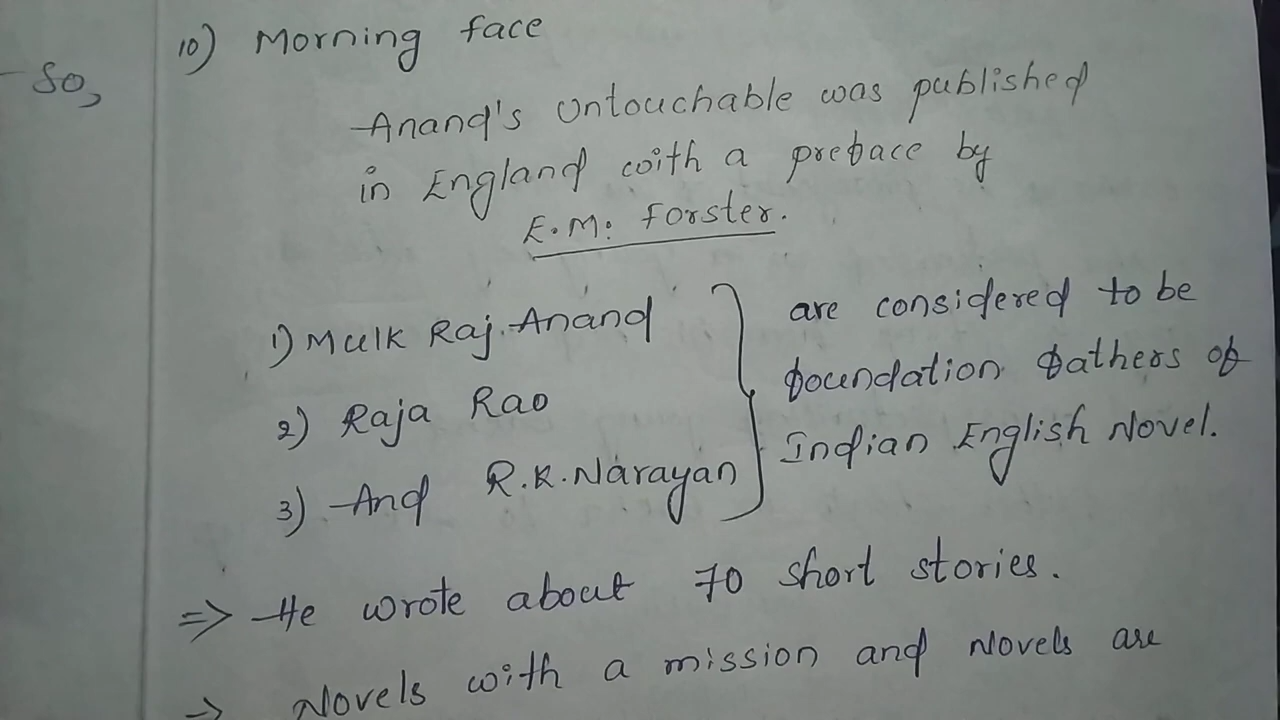 - So,
10) Morning face
Anand's Untouchable was published
in England with a preface by
E.M. Forster.
1) Mulk Raj Anand
2) Raja Rao
3) And R.K. Narayan
are considered to be
foundation fathers of
Indian English Novel.
=> He wrote about 70 short stories.
=> Novels with a mission and Novels are